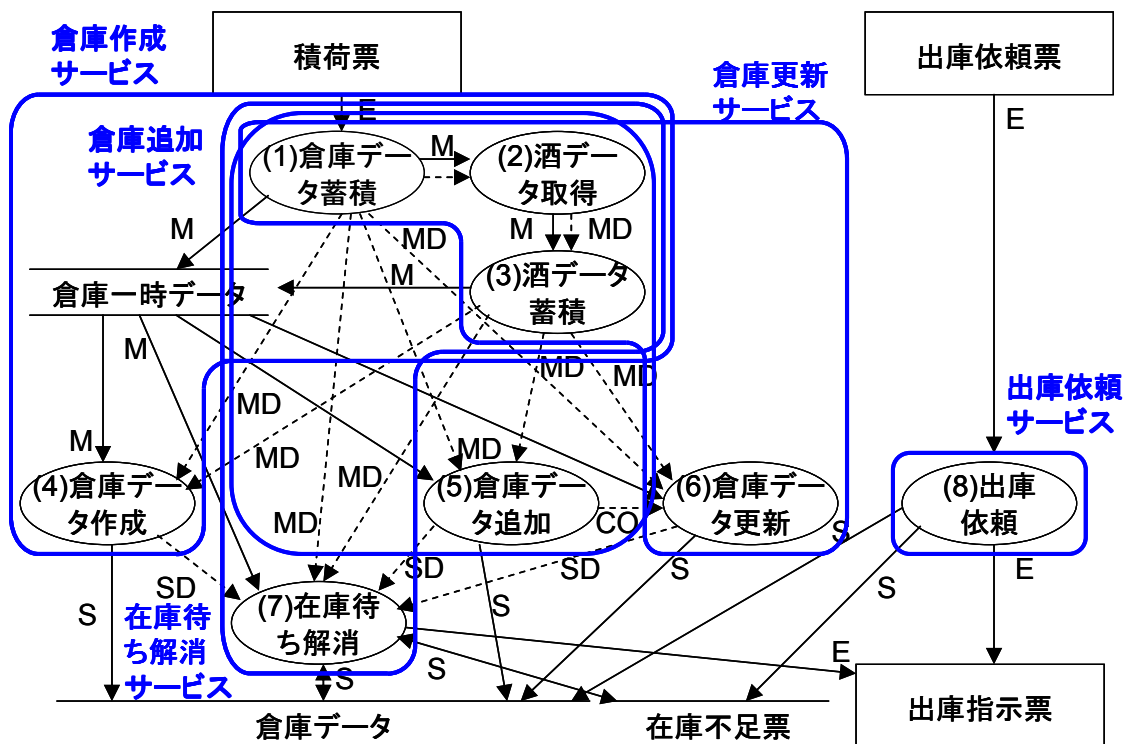 倉庫作成
サービス
積荷票
出庫依頼票
倉庫更新
サービス
E
E
倉庫追加
サービス
(1)倉庫デー
タ蓄積
M
(2)酒デー
タ取得
M
MD
M
MD
(3)酒データ
蓄積
M
倉庫一時データ
M
MD
MD
出庫依頼
サービス
MD
M
MD
MD
MD
(4)倉庫デー
タ作成
(5)倉庫デー
タ追加
(6)倉庫デー
タ更新
(8)出庫
依頼
MD
CO
S
SD
SD
SD
S
E
S
S
S
在庫待
ち解消
サービス
(7)在庫待
ち解消
E
S
S
出庫指示票
倉庫データ
在庫不足票